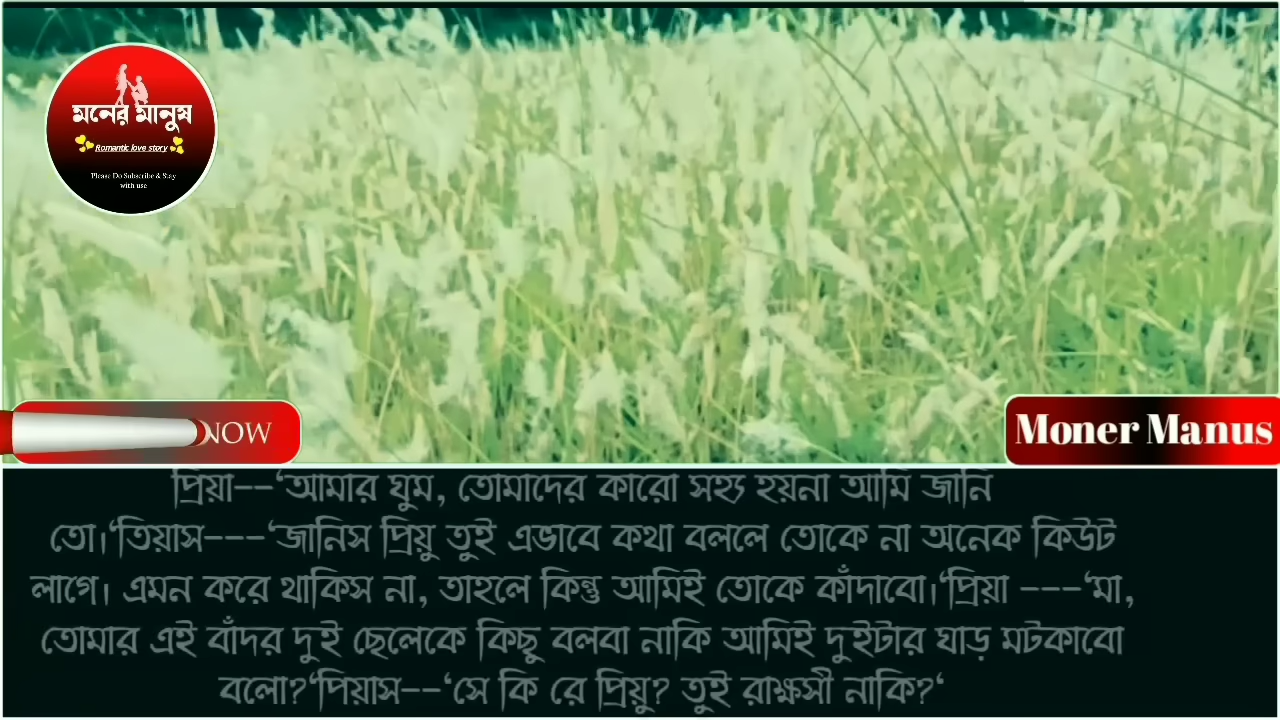 মনের মানুষ
Romantic love story
Please Do Subscribe & Stay
with use
NOW
Moner Manus
প্রিয়া--‘আমার ঘুম, তোমাদের কারো সহ্য হয়না আমি জানি
তো।‘তিয়াস---‘জানিস প্রিয়ু তুই এভাবে কথা বললে তোকে না অনেক কিউট
লাগে। এমন করে থাকিস না, তাহলে কিন্তু আমিই তোকে কাঁদাবো।‘প্রিয়া ---‘মা,
তোমার এই বাঁদর দুই ছেলেকে কিছু বলবা নাকি আমিই দুইটার ঘাড় মটকাবো
বলো?‘পিয়াস--‘সে কি রে প্রিয়ু? তুই রাক্ষসী নাকি?‘